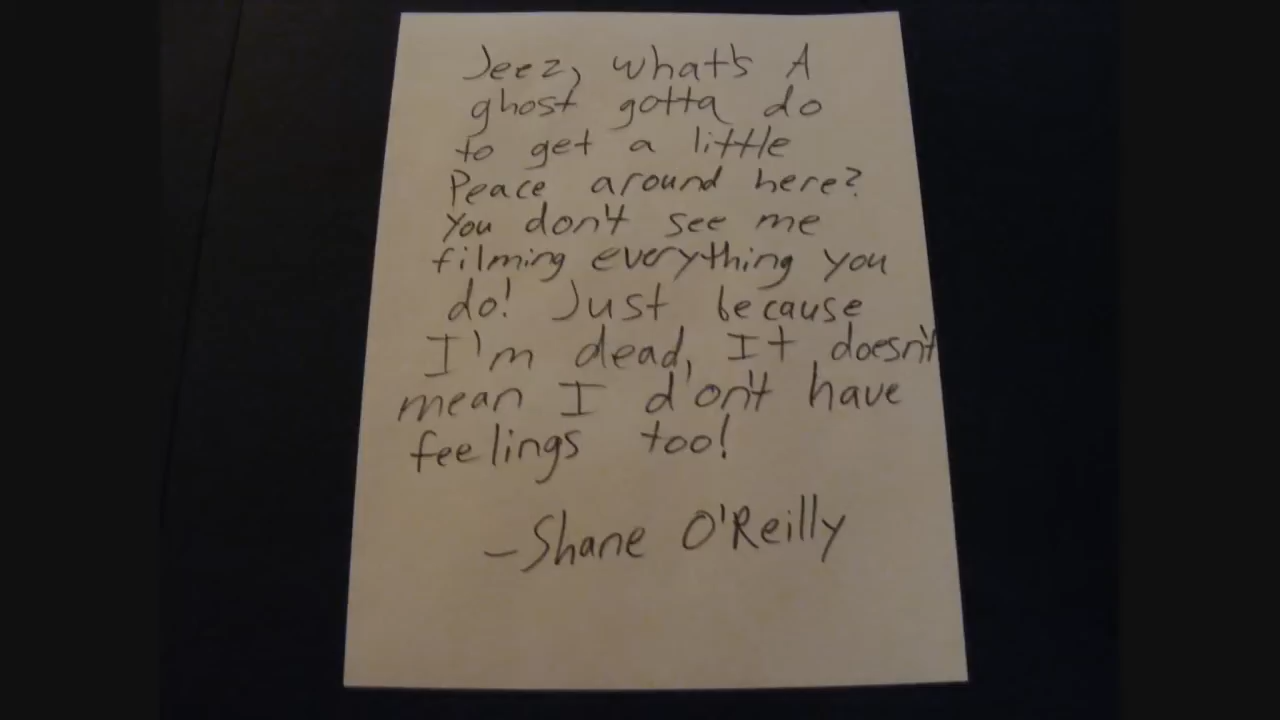 Jeez, what's A
ghost gotta do
to get a little
Peace around here?
You don't see me
filming everything you
do! Just because
I'm dead, It doesn't
mean I d'on't have
feelings too!
-Shane O'Reilly